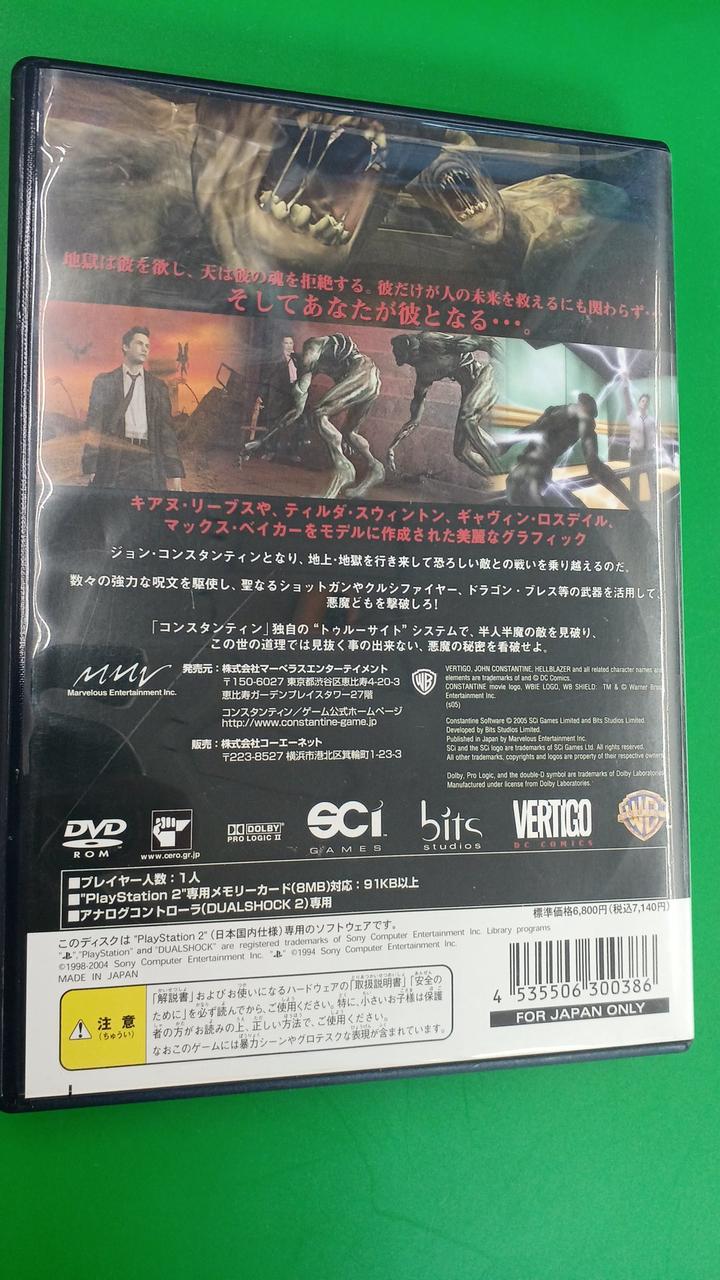 地獄は彼を欲し、天は彼の魂を拒絶する。彼だけが人の未来を救えるにも関わらず…
そしてあなたが彼となる…。
キアヌ・リーブスや、ティルダ・スウィントン、ギャヴィン・ロスデイル、
マックス・ベイカーをモデルに作成された美麗なグラフィック
ジョン・コンスタンティンとなり、地上・地獄を行き来して恐ろしい敵との戦いを乗り越えるのだ。
数々の強力な呪文を駆使し、聖なるショットガンやクルシファイヤー、ドラゴン・ブレス等の武器を活用して、
悪魔どもを撃破しろ!
「コンスタンティン」独自の“トゥルーサイト”システムで、半人半魔の敵を見破り、
この世の道理では見抜く事の出来ない、悪魔の秘密を看破せよ。
Marvelous Entertainment Inc.
発売元:株式会社マーベラスエンターテイメント
〒150-6027 東京都渋谷区恵比寿4-20-3
恵比寿ガーデンプレイスタワー27階
コンスタンティン/ゲーム公式ホームページ
http://www.constantine-game.jp
販売:株式会社コーエーネット
〒223-8527 横浜市港北区箕輪町1-23-3
WB
VERTIGO, JOHN CONSTANTINE, HELLBLAZER and all related character names and
elements are trademarks of and © DC Comics.
CONSTANTINE movie logo, WBIE LOGO, WB SHIELD: TM & © Warner Bros.
Entertainment Inc.
(s05)
Constantine Software © 2005 SCi Games Limited and Bits Studios Limited.
Developed by Bits Studios Limited.
Published in Japan by Marvelous Entertainment Inc.
SCi and the SCi logo are trademarks of SCi Games Ltd. All rights reserved.
All other trademarks, copyrights and logos are property of their respective owners
Dolby, Pro Logic, and the double-D symbol are trademarks of Dolby Laboratories
Manufactured under license from Dolby Laboratories.
DVD
ROM
www.cero.gr.jp
DOLBY
PRO LOGIC II
SCi
GAMES
bits
studios
VERTIGO
DC COMICS
■プレイヤー人数:1人
■"PlayStation 2"専用メモリーカード(8MB)対応:91KB以上
■アナログコントローラ(DUALSHOCK 2)専用
標準価格6,800円(税込7,140円)
このディスクは "PlayStation 2" (日本国内仕様) 専用のソフトウェアです。
"","PlayStation" and "DUALSHOCK" are registered trademarks of Sony Computer Entertainment Inc. Library programs
©1998-2004 Sony Computer Entertainment Inc. "" ©1994 Sony Computer Entertainment Inc.
MADE IN JAPAN
注意
(ちゅうい)
「解説書」およびお使いになるハードウェアの「取扱説明書」「安全の
ために」を必ず読んでから、ご使用ください。特に、小さいお子様は保護
者の方がお読みの上、正しい方法で、ご使用ください。
なおこのゲームには暴力シーンやグロテスクな表現が含まれています。
4 535506 300386
FOR JAPAN ONLY